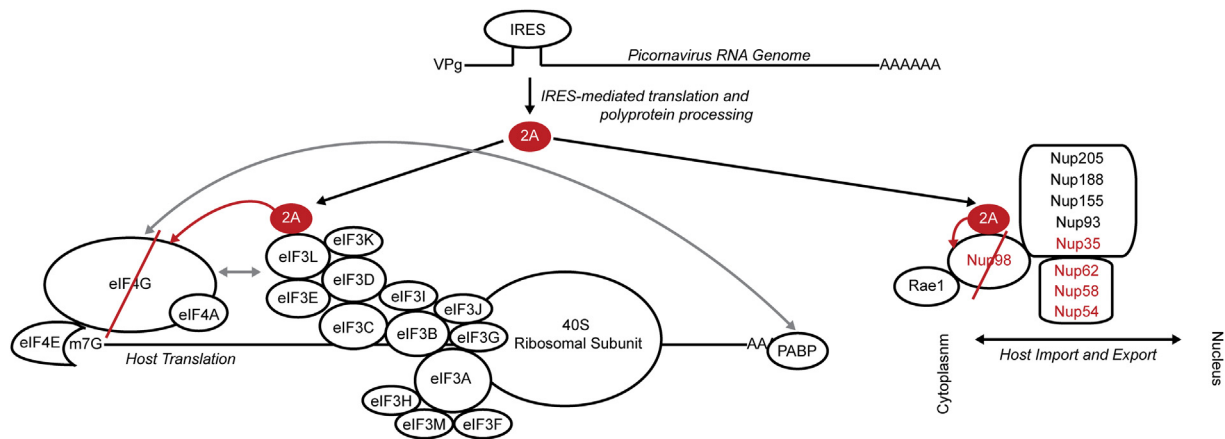 IRES
VPg
Picornavirus RNA Genome
AAAAAA
IRES-mediated translation and
polyprotein processing
2A
2A
eIF3K
eIF3L
eIF4G
eIF3D
eIF3E
eIF3I
eIF4A
eIF3J
eIF3C
eIF3B
eIF3G
40S
Ribosomal Subunit
eIF4E
m7G
Host Translation
AA
PABP
eIF3A
eIF3H
eIF3M
eIF3F
2A
Nup205
Nup188
Nup155
Nup93
Nup35
Nup98
Nup62
Nup58
Nup54
Rae1
Host Import and Export
Cytoplasnm
Nucleus